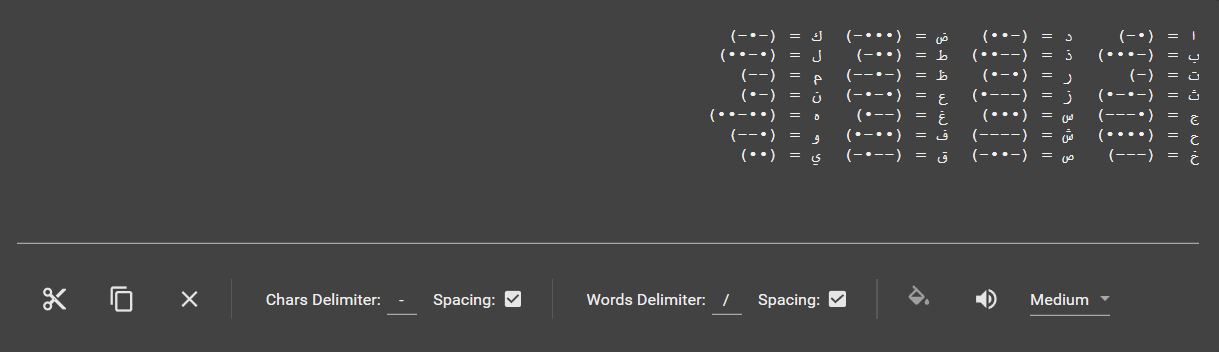 ا = (•−) د = (−••) ض = (•••−) ك = (−•−)
ب = (−•••) ذ = (−−••) ط = (••−) ل = (•−••)
ت = (−) ر = (•−•) ظ = (−•−−) م = (−−)
ث = (−•−•) ز = (−−−•) ع = (•−•−) ن = (−•)
ج = (•−−−) س = (•••) غ = (−−•) ه = (••−••)
ح = (••••) ش = (−−−−) ف = (••−•) و = (•−−)
خ = (−−−) ص = (−••−) ق = (−−•−) ي = (••)
Chars Delimiter: - Spacing: Words Delimiter: / Spacing: Medium